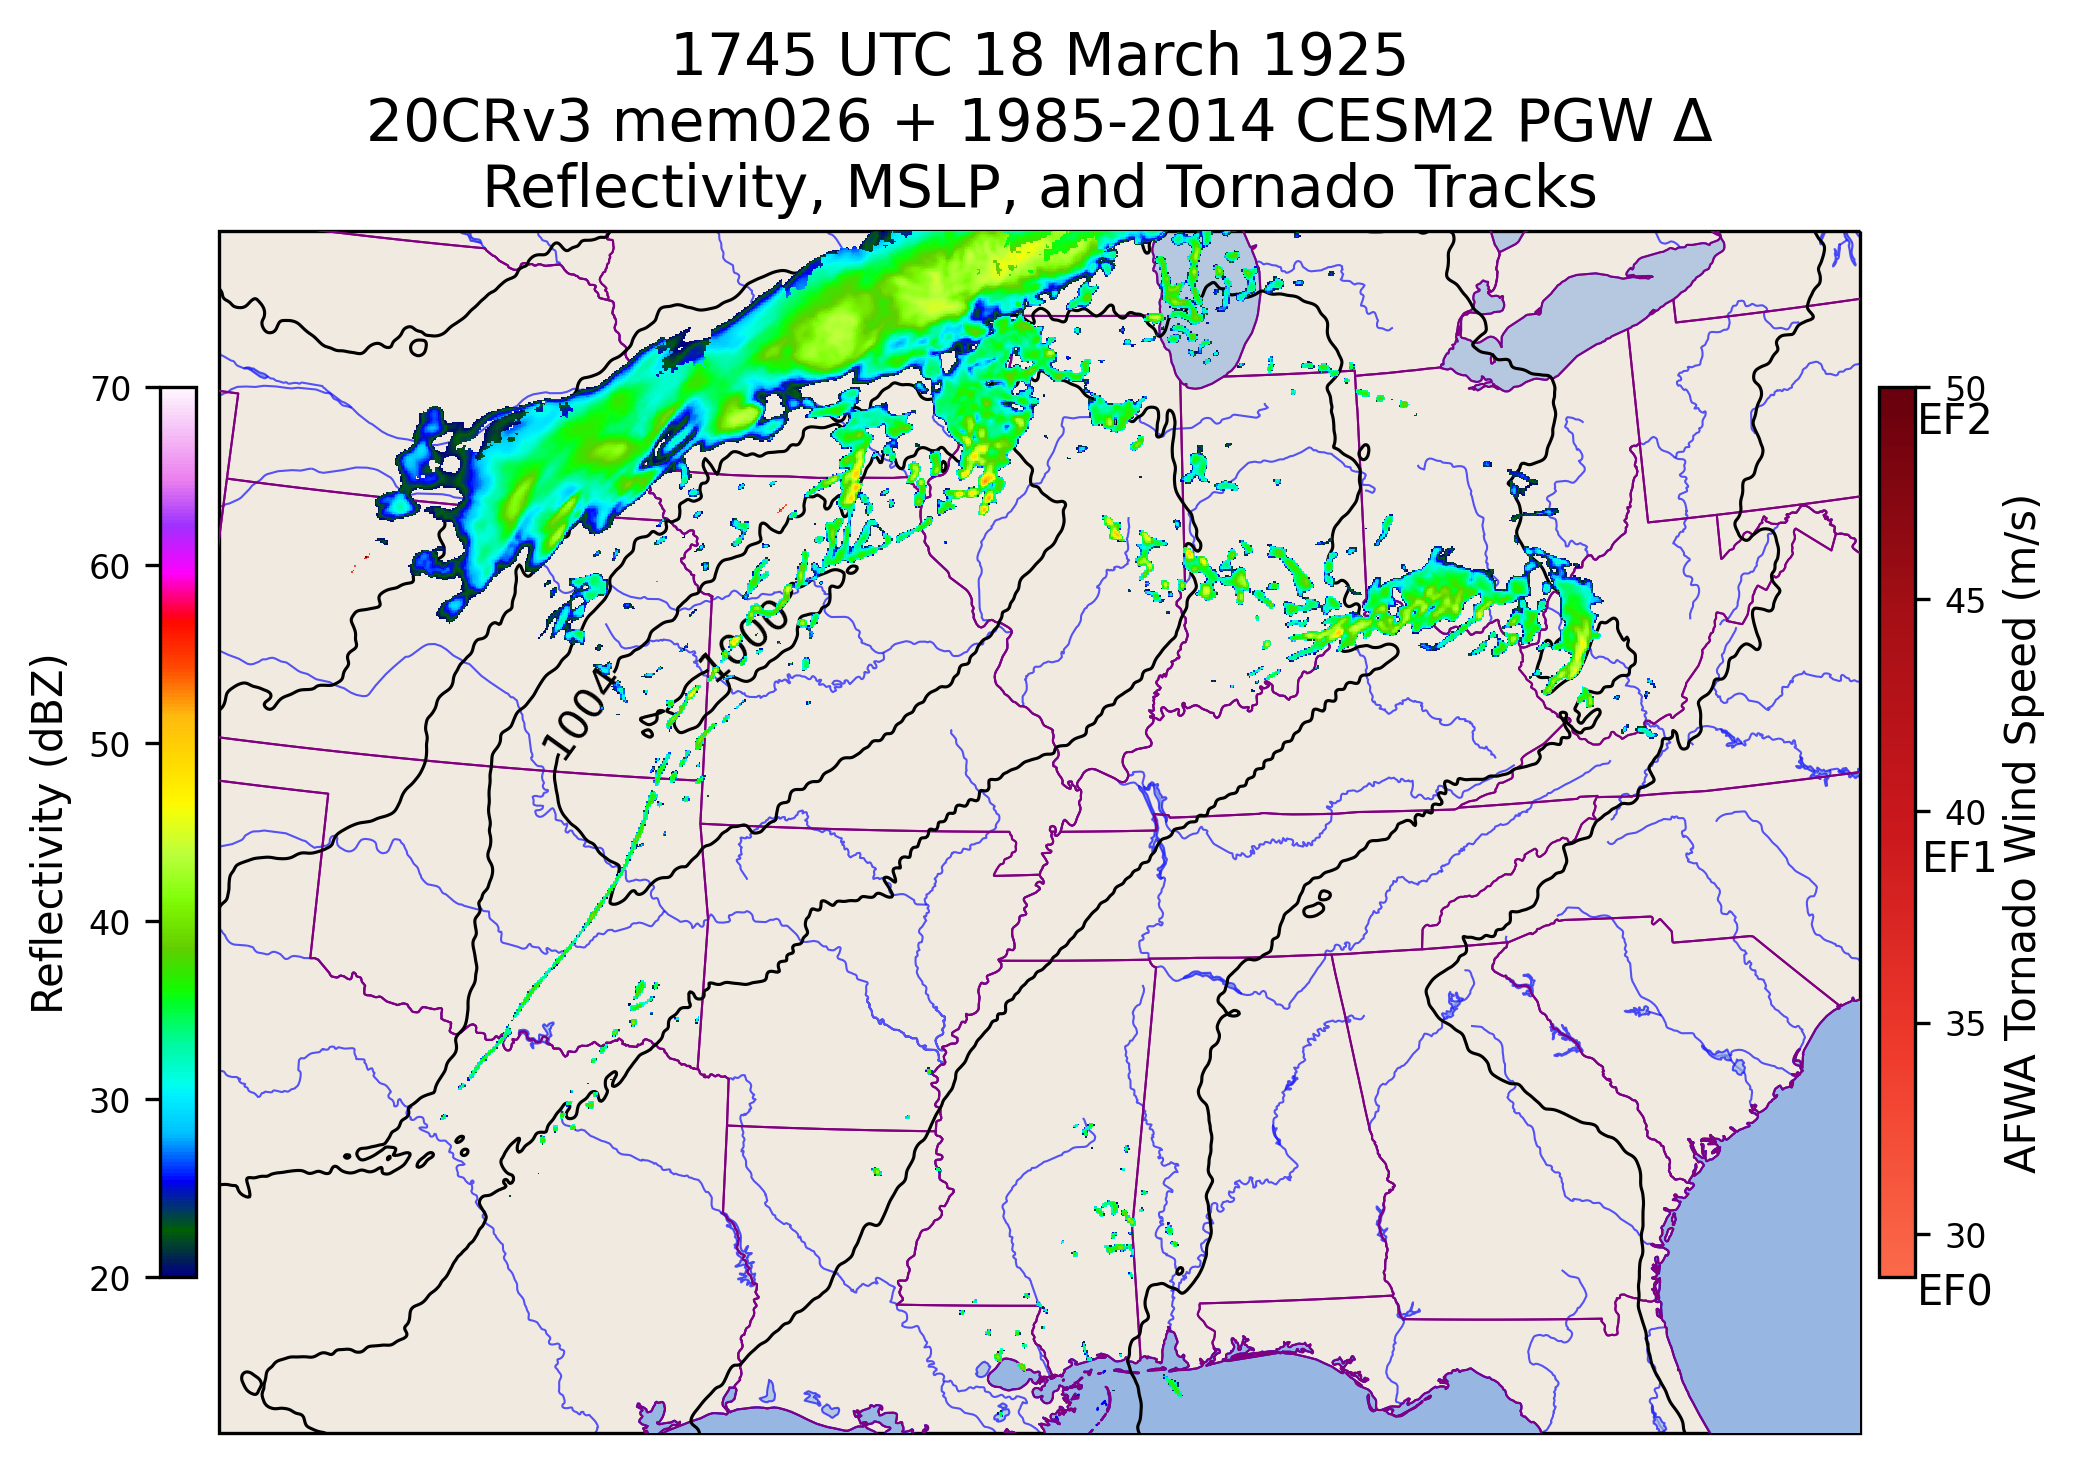 1745 UTC 18 March 1925
20CRv3 mem026 + 1985-2014 CESM2 PGW Δ
Reflectivity, MSLP, and Tornado Tracks
70
60
50
40
30
20
Reflectivity (dBZ)
1000
1004
50
EF2
45
40
EF1
35
30
EF0
AFWA Tornado Wind Speed (m/s)